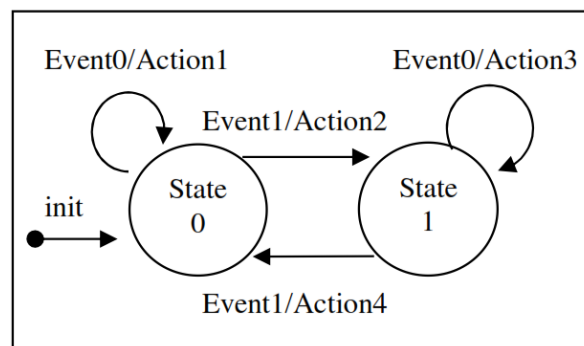 Event0/Action1
Event0/Action3
Event1/Action2
State
0
State
1
init
Event1/Action4